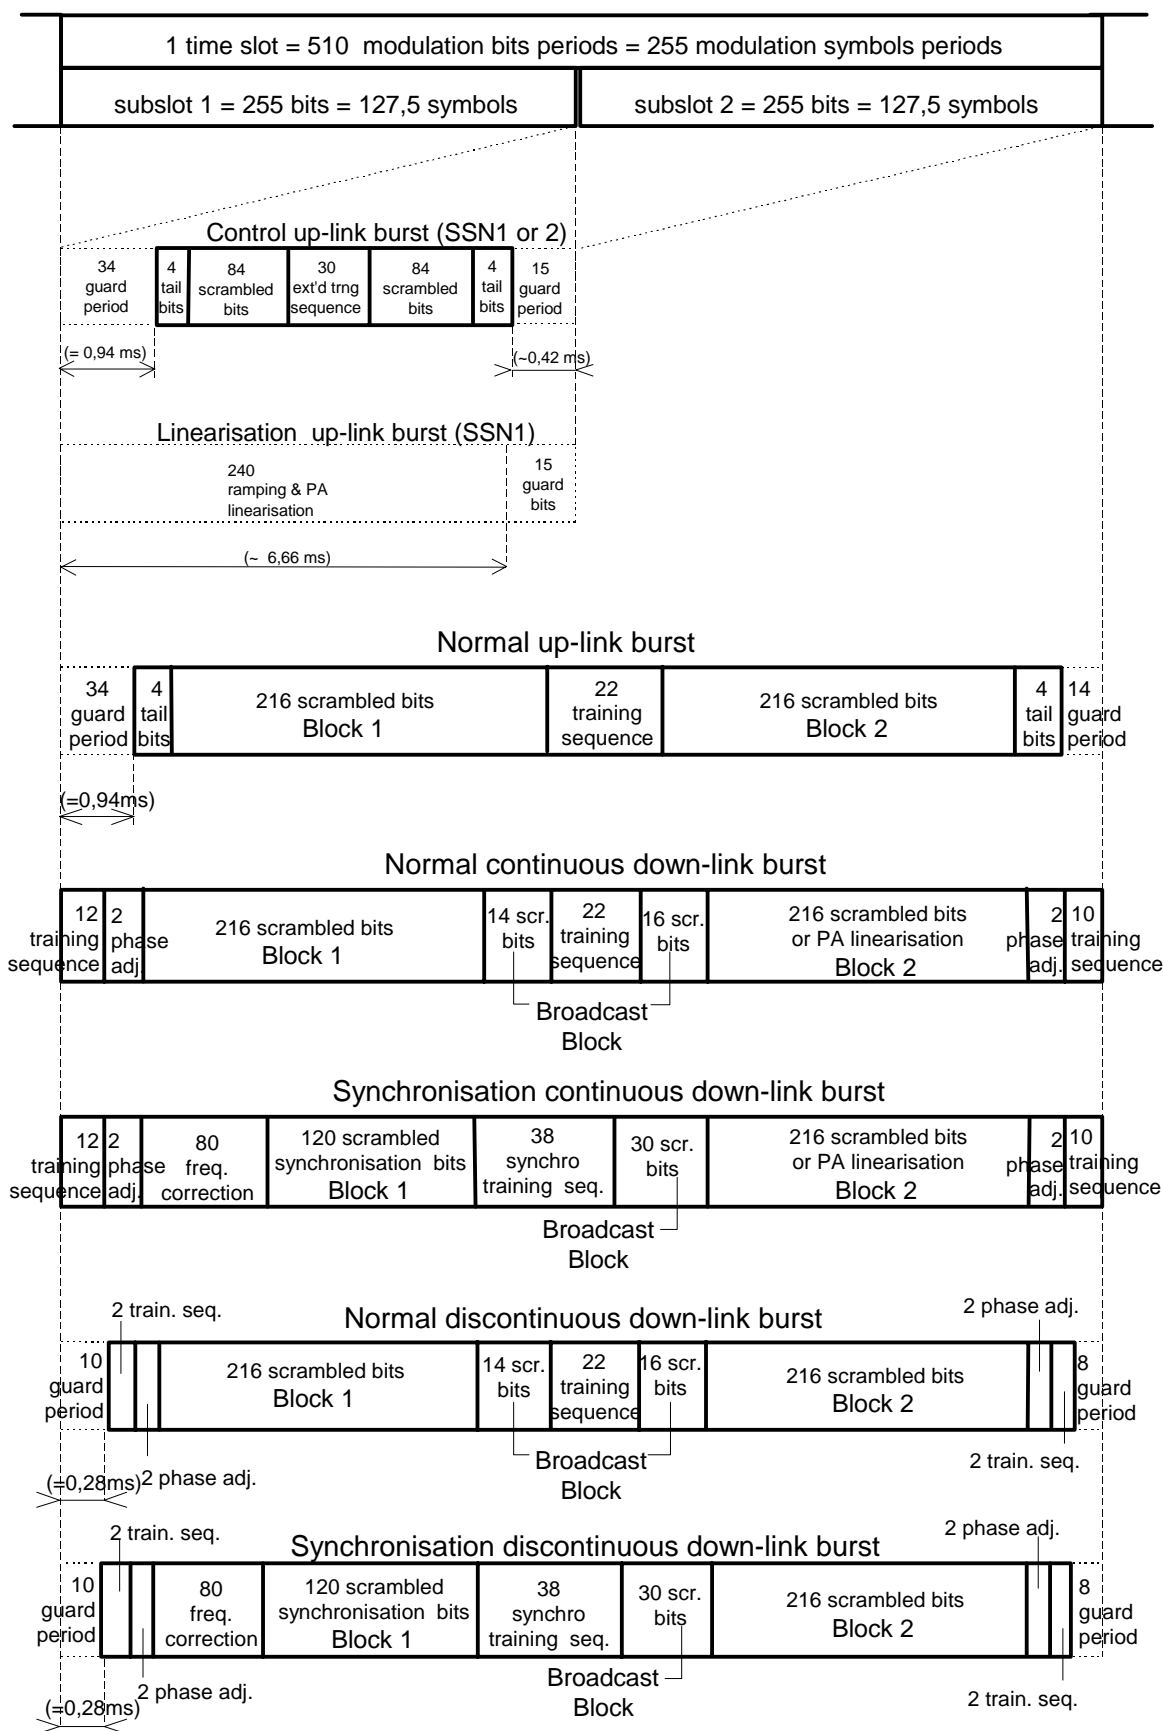 1 time slot = 510 modulation bits periods = 255 modulation symbols periods
subslot 1 = 255 bits = 127,5 symbols
subslot 2 = 255 bits = 127,5 symbols
Control up-link burst (SSN1 or 2)
34
guard
period
4
tail
bits
84
scrambled
bits
30
ext'd trng
sequence
84
scrambled
bits
4
tail
bits
15
guard
period
(= 0,94 ms)
(~0,42 ms)
Linearisation up-link burst (SSN1)
240
ramping & PA
linearisation
15
guard
bits
(~ 6,66 ms)
Normal up-link burst
34
guard
period
4
tail
bits
216 scrambled bits
Block 1
22
training
sequence
216 scrambled bits
Block 2
4
tail
bits
14
guard
period
(=0,94ms)
Normal continuous down-link burst
12
training
sequence
2
phase
adj.
216 scrambled bits
Block 1
14 scr.
bits
22
training
sequence
16 scr.
bits
216 scrambled bits
or PA linearisation
Block 2
2
phase
adj.
10
training
sequence
Broadcast
Block
Synchronisation continuous down-link burst
12
training
sequence
2
phase
adj.
80
freq.
correction
120 scrambled
synchronisation bits
Block 1
38
synchro
training seq.
30 scr.
bits
216 scrambled bits
or PA linearisation
Block 2
2
phase
adj.
10
training
sequence
Broadcast
Block
Normal discontinuous down-link burst
2 train. seq.
2 phase adj.
10
guard
period
216 scrambled bits
Block 1
14 scr.
bits
22
training
sequence
16 scr.
bits
216 scrambled bits
Block 2
8
guard
period
Broadcast
Block
(=0,28ms)
2 phase adj.
2 train. seq.
Synchronisation discontinuous down-link burst
2 train. seq.
2 phase adj.
10
guard
period
80
freq.
correction
120 scrambled
synchronisation bits
Block 1
38
synchro
training seq.
30 scr.
bits
216 scrambled bits
Block 2
8
guard
period
Broadcast
Block
2 phase adj.
2 train. seq.
(=0,28ms)